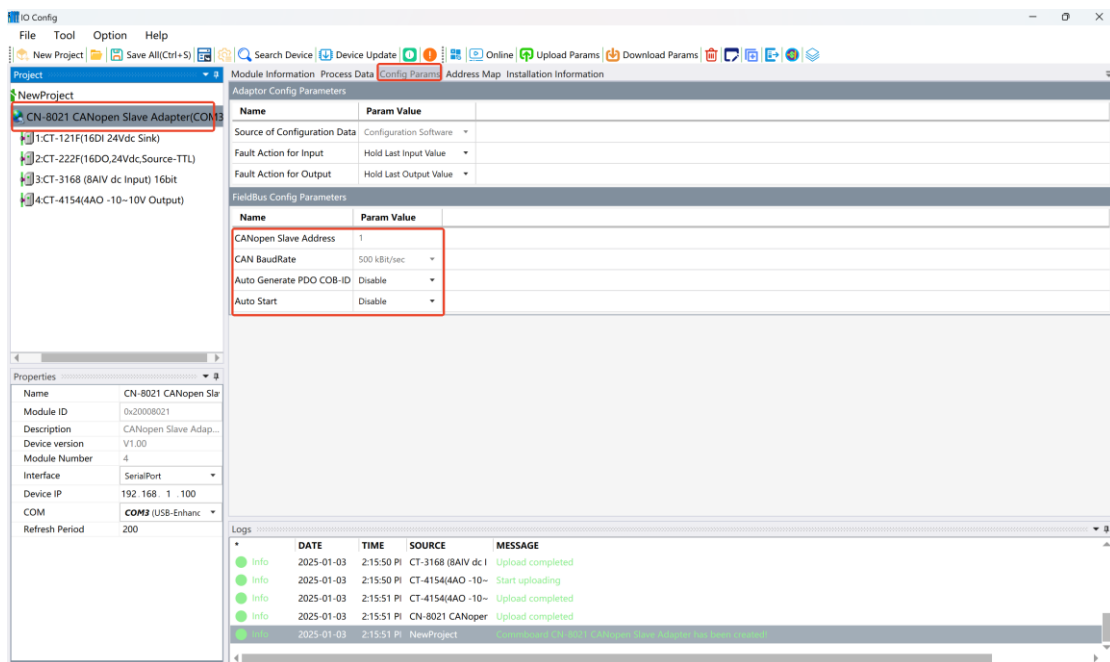 IO Config
File Tool Option Help
New Project Save All(Ctrl+S) Search Device Device Update Online Upload Params Download Params
Project
NewProject
CN-8021 CANopen Slave Adapter(COM3
1:CT-121F(16DI 24Vdc Sink)
2:CT-222F(16DO,24Vdc,Source-TTL)
3:CT-3168 (8AIV dc Input) 16bit
4:CT-4154(4AO -10~10V Output)
Module Information Process Data Config Params Address Map Installation Information
Adaptor Config Parameters
Name Param Value
Source of Configuration Data Configuration Software
Fault Action for Input Hold Last Input Value
Fault Action for Output Hold Last Output Value
FieldBus Config Parameters
Name Param Value
CANopen Slave Address 1
CAN BaudRate 500 kBit/sec
Auto Generate PDO COB-ID Disable
Auto Start Disable
Properties
Name CN-8021 CANopen Sla
Module ID 0x20008021
Description CANopen Slave Adap...
Device version V1.00
Module Number 4
Interface SerialPort
Device IP 192.168. 1 .100
COM COM3 (USB-Enhanc
Refresh Period 200
Logs
* DATE TIME SOURCE MESSAGE
Info 2025-01-03 2:15:50 PI CT-3168 (8AIV dc I Upload completed
Info 2025-01-03 2:15:50 PI CT-4154(4AO -10~ Start uploading
Info 2025-01-03 2:15:51 PI CT-4154(4AO -10~ Upload completed
Info 2025-01-03 2:15:51 PI CN-8021 CANoper Upload completed
Info 2025-01-03 2:15:51 PI NewProject Commboard CN-8021 CANopen Slave Adapter has been created!